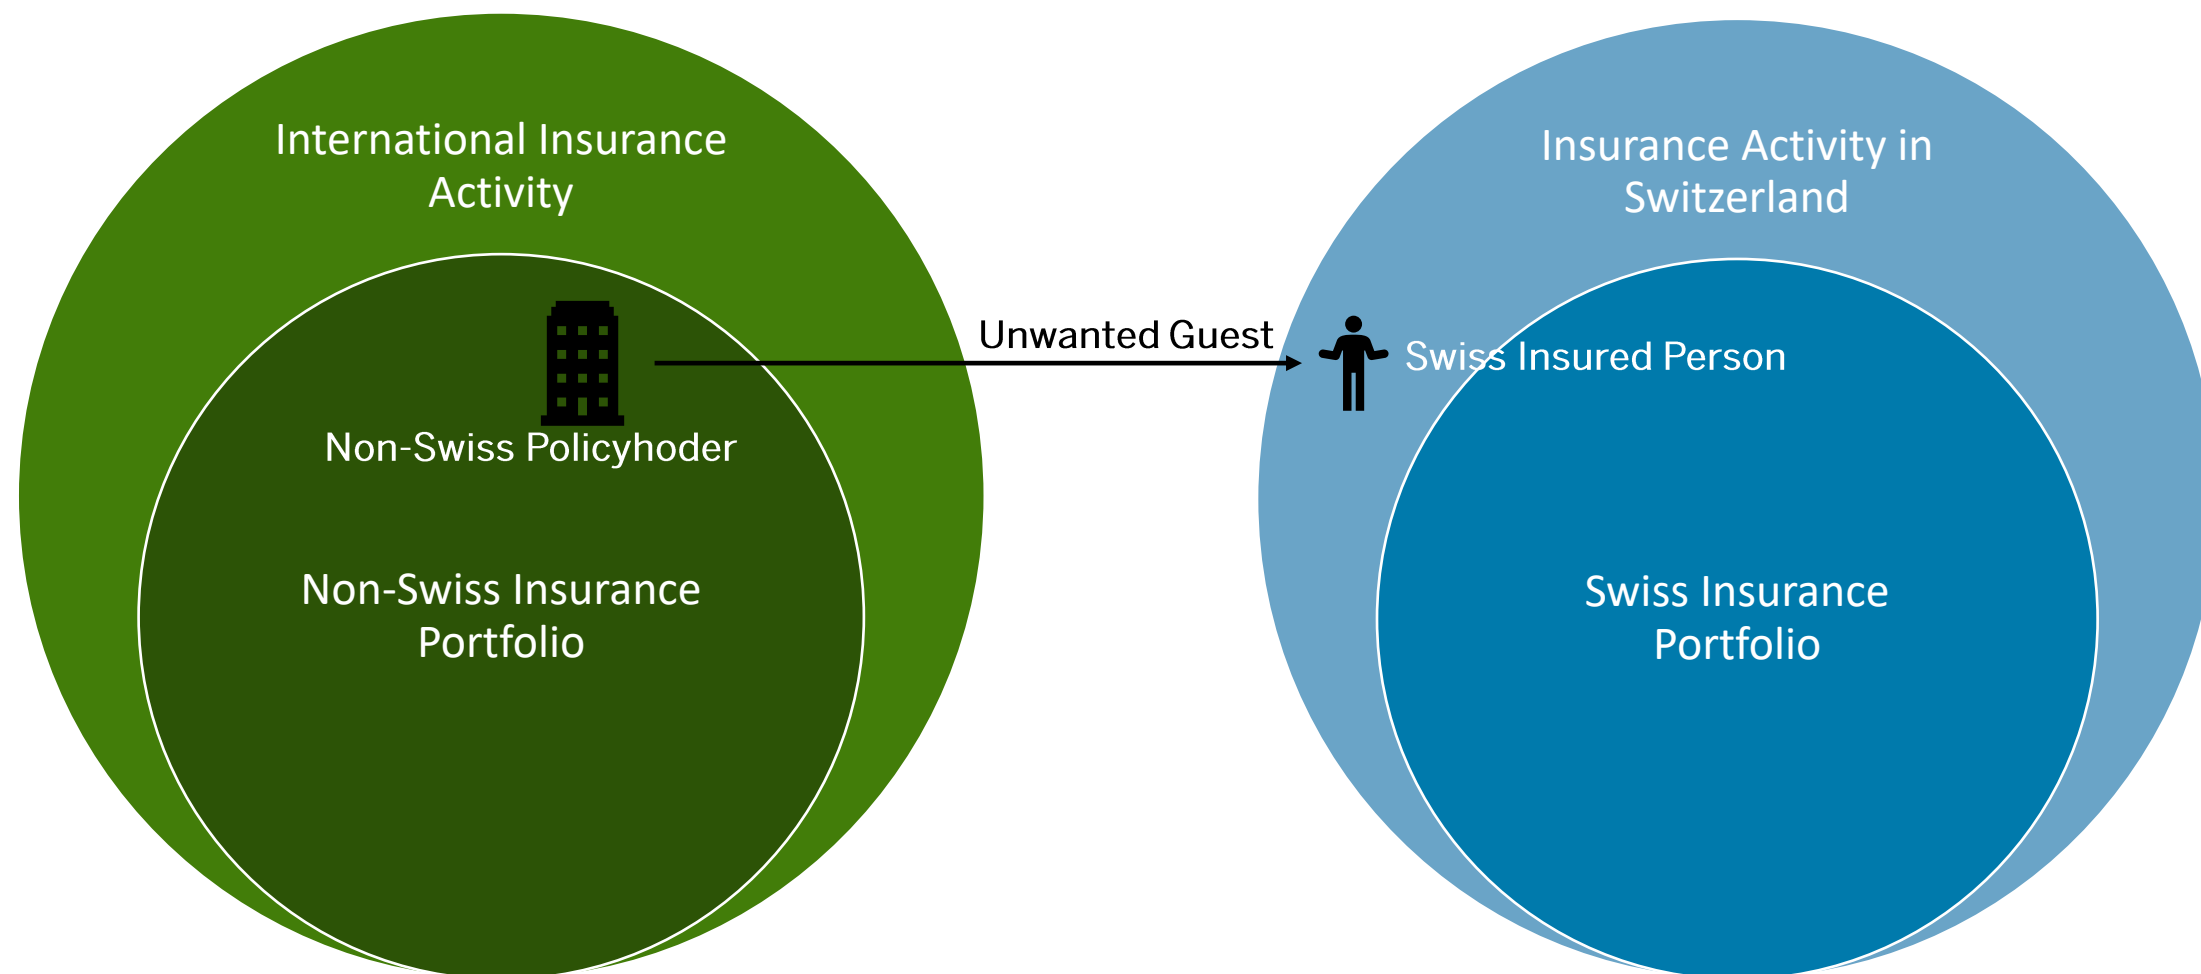 International Insurance
Activity
Non-Swiss Policyhoder
Non-Swiss Insurance
Portfolio
Unwanted Guest
Insurance Activity in
Switzerland
Swiss Insured Person
Swiss Insurance
Portfolio